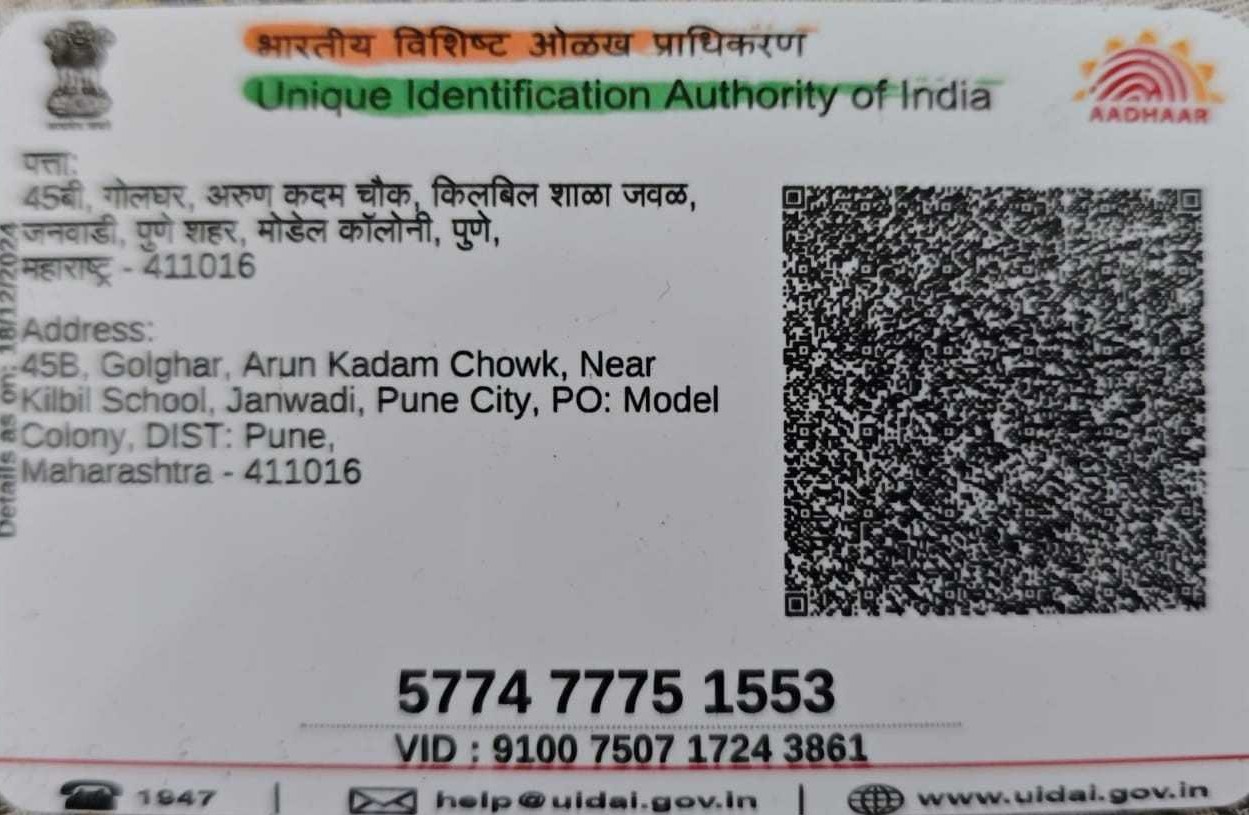 भारतीय विशिष्ट ओळख प्राधिकरण
Unique Identification Authority of India
AADHAAR
पत्ता:
45बी, गोलघर, अरुण कदम चौक, किलबिल शाळा जवळ,
जनवाडी, पुणे शहर, मोडेल कॉलोनी, पुणे,
महाराष्ट्र - 411016
Address:
45B, Golghar, Arun Kadam Chowk, Near
Kilbil School, Janwadi, Pune City, PO: Model
Colony, DIST: Pune,
Maharashtra - 411016
Details as on: 18/12/2024
5774 7775 1553
VID : 9100 7507 1724 3861
1947 | help@uidai.gov.in | www.uidai.gov.in